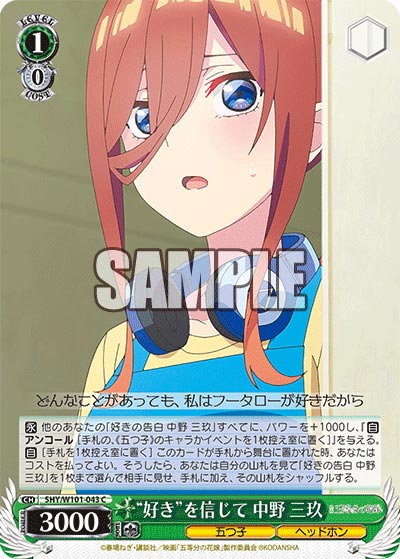 LEVEL
1
0
COST
SAMPLE
どんなことがあっても、私はフータローが好きだから
永 他のあなたの「好きの告白 中野 三玖」すべてに、パワーを＋1000し、『自
アンコール ［手札の、《五つ子》のキャラかイベントを1枚控え室に置く］』を与える。
自 ［手札を1枚控え室に置く］ このカードが手札から舞台に置かれた時、あなたは
コストを払ってよい。そうしたら、あなたは自分の山札を見て「好きの告白 中野
三玖」を1枚まで選んで相手に見せ、手札に加え、その山札をシャッフルする。
CH 5HY/W101-043 C
3000
“好き”を信じて 中野 三玖
五つ子
ヘッドホン
©春場ねぎ・講談社／映画「五等分の花嫁」製作委員会 ©KODANSHA